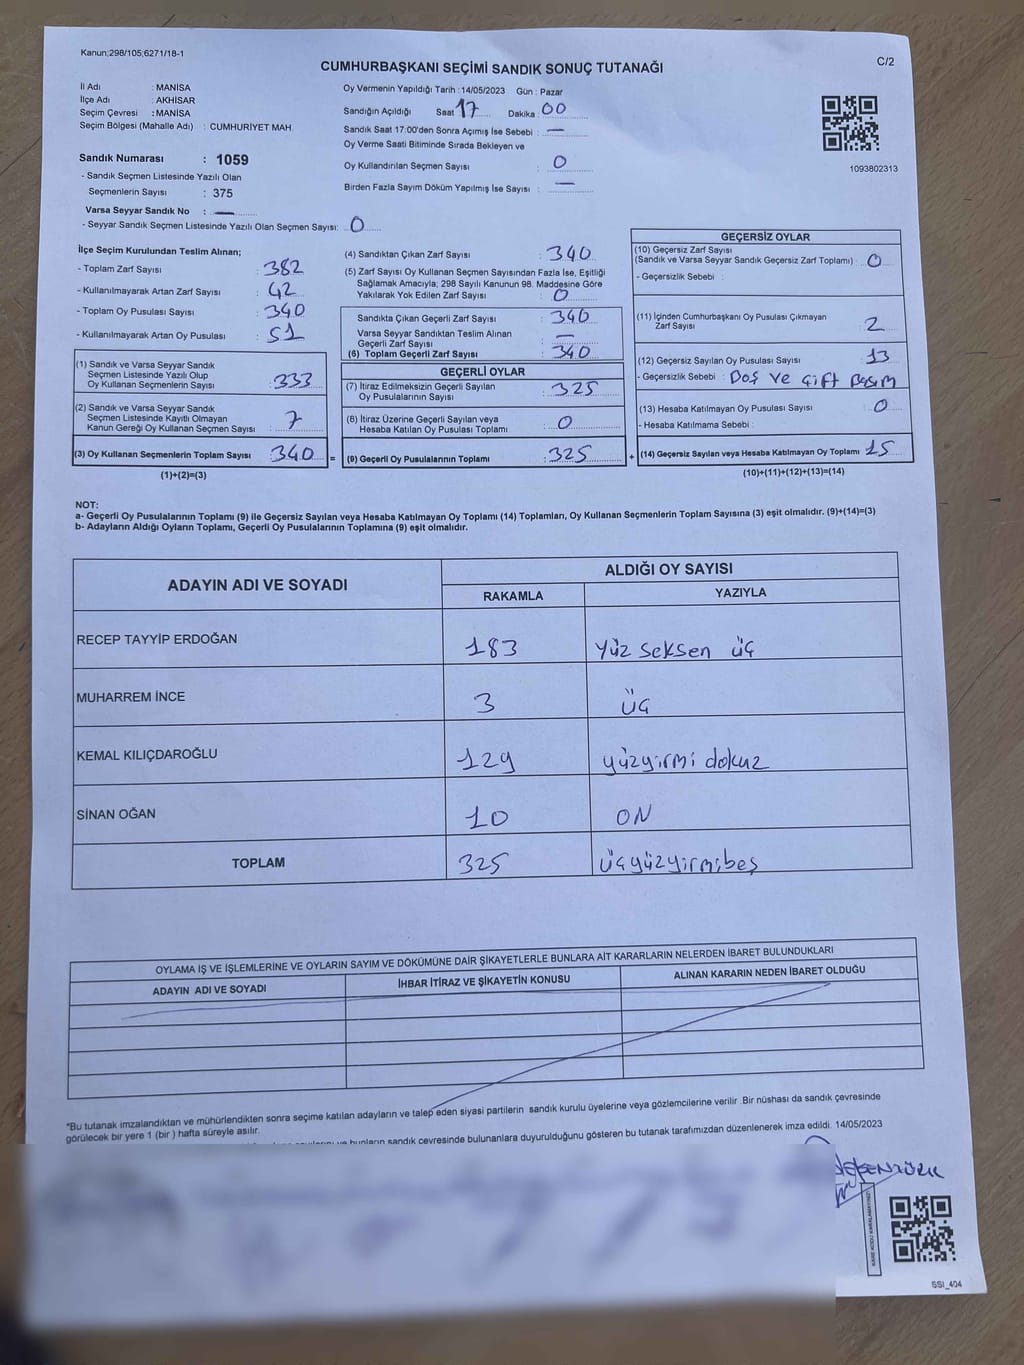 Kanun;298/105;6271/18-1
C/2
CUMHURBAŞKANI SEÇİMİ SANDIK SONUÇ TUTANAĞI
İl Adı : MANİSA
İlçe Adı : AKHİSAR
Seçim Çevresi : MANİSA
Seçim Bölgesi (Mahalle Adı) : CUMHURİYET MAH.
Sandık Numarası : 1059
- Sandık Seçmen Listesinde Yazılı Olan
Seçmenlerin Sayısı : 375
Varsa Seyyar Sandık No : —
- Seyyar Sandık Seçmen Listesinde Yazılı Olan Seçmen Sayısı: 0
Oy Vermenin Yapıldığı Tarih : 14/05/2023 Gün : Pazar
Sandığın Açıldığı Saat 17 Dakika : 00
Sandık Saat 17:00'den Sonra Açımış İse Sebebi : —
Oy Verme Saati Bitiminde Sırada Bekleyen ve
Oy Kullandırılan Seçmen Sayısı : 0
Birden Fazla Sayım Döküm Yapılmış İse Sayısı : —
1093802313
İlçe Seçim Kurulundan Teslim Alınan;
- Toplam Zarf Sayısı : 382
- Kullanılmayarak Artan Zarf Sayısı : 42
- Toplam Oy Pusulası Sayısı : 340
- Kullanılmayarak Artan Oy Pusulası : 51
(1) Sandık ve Varsa Seyyar Sandık
Seçmen Listesinde Yazılı Olup
Oy Kullanan Seçmenlerin Sayısı : 333
(2) Sandık ve Varsa Seyyar Sandık
Seçmen Listesinde Kayıtlı Olmayan
Kanun Gereği Oy Kullanan Seçmen Sayısı : 7
(3) Oy Kullanan Seçmenlerin Toplam Sayısı : 340 =
(1)+(2)=(3)
(4) Sandıktan Çıkan Zarf Sayısı : 340
(5) Zarf Sayısı Oy Kullanan Seçmen Sayısından Fazla İse, Eşitliği
Sağlamak Amacıyla; 298 Sayılı Kanunun 98. Maddesine Göre
Yakılarak Yok Edilen Zarf Sayısı : 0
Sandıkta Çıkan Geçerli Zarf Sayısı : 340
Varsa Seyyar Sandıktan Teslim Alınan
Geçerli Zarf Sayısı : —
(6) Toplam Geçerli Zarf Sayısı : 340
GEÇERLİ OYLAR
(7) İtiraz Edilmeksizin Geçerli Sayılan
Oy Pusulalarının Sayısı : 325
(8) İtiraz Üzerine Geçerli Sayılan veya
Hesaba Katılan Oy Pusulası Toplamı : 0
(9) Geçerli Oy Pusulalarının Toplamı : 325 +
GEÇERSİZ OYLAR
(10) Geçersiz Zarf Sayısı
(Sandık ve Varsa Seyyar Sandık Geçersiz Zarf Toplamı) : 0
- Geçersizlik Sebebi :
(11) İçinden Cumhurbaşkanı Oy Pusulası Çıkmayan
Zarf Sayısı : 2
(12) Geçersiz Sayılan Oy Pusulası Sayısı : 13
- Geçersizlik Sebebi : Boş ve Çift Basım
(13) Hesaba Katılmayan Oy Pusulası Sayısı : 0
- Hesaba Katılmama Sebebi :
(14) Geçersiz Sayılan veya Hesaba Katılmayan Oy Toplamı : 15
(10)+(11)+(12)+(13)=(14)
NOT:
a- Geçerli Oy Pusulalarının Toplamı (9) ile Geçersiz Sayılan veya Hesaba Katılmayan Oy Toplamı (14) Toplamları, Oy Kullanan Seçmenlerin Toplam Sayısına (3) eşit olmalıdır. (9)+(14)=(3)
b- Adayların Aldığı Oyların Toplamı, Geçerli Oy Pusulalarının Toplamına (9) eşit olmalıdır.
ADAYIN ADI VE SOYADI ALDIĞI OY SAYISI
RAKAMLA YAZIYLA
RECEP TAYYİP ERDOĞAN 183 Yüz seksen üç
MUHARREM İNCE 3 Üç
KEMAL KILIÇDAROĞLU 129 yüzyirmi dokuz
SİNAN OĞAN 10 ON
TOPLAM 325 Üçyüzyirmibeş
OYLAMA İŞ VE İŞLEMLERİNE VE OYLARIN SAYIM VE DÖKÜMÜNE DAİR ŞİKAYETLERLE BUNLARA AİT KARARLARIN NELERDEN İBARET BULUNDUKLARI
ADAYIN ADI VE SOYADI İHBAR İTİRAZ VE ŞİKAYETİN KONUSU ALINAN KARARIN NEDEN İBARET OLDUĞU
*Bu tutanak imzalandıktan ve mühürlendikten sonra seçime katılan adayların ve talep eden siyasi partilerin sandık kurulu üyelerine veya gözlemcilerine verilir. Bir nüshası da sandık çevresinde
görülecek bir yere 1 (bir) hafta süreyle asılır.
ve bunların sandık çevresinde bulunanlara duyurulduğunu gösteren bu tutanak tarafımızdan düzenlenerek imza edildi. 14/05/2023
SSI_404